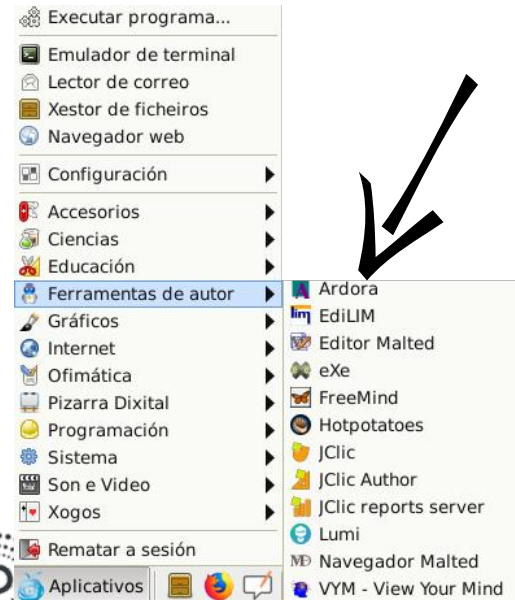 Executar programa...
Emulador de terminal
Lector de correo
Xestor de ficheiros
Navegador web
Configuración
Accesorios
Ciencias
Educación
Ferramentas de autor
Gráficos
Internet
Ofimática
Pizarra Dixital
Programación
Sistema
Son e Video
Xogos
Rematar a sesión
Aplicativos
Ardora
EdiLIM
Editor Malted
eXe
FreeMind
Hotpotatoes
JClic
JClic Author
JClic reports server
Lumi
Navegador Malted
VYM - View Your Mind